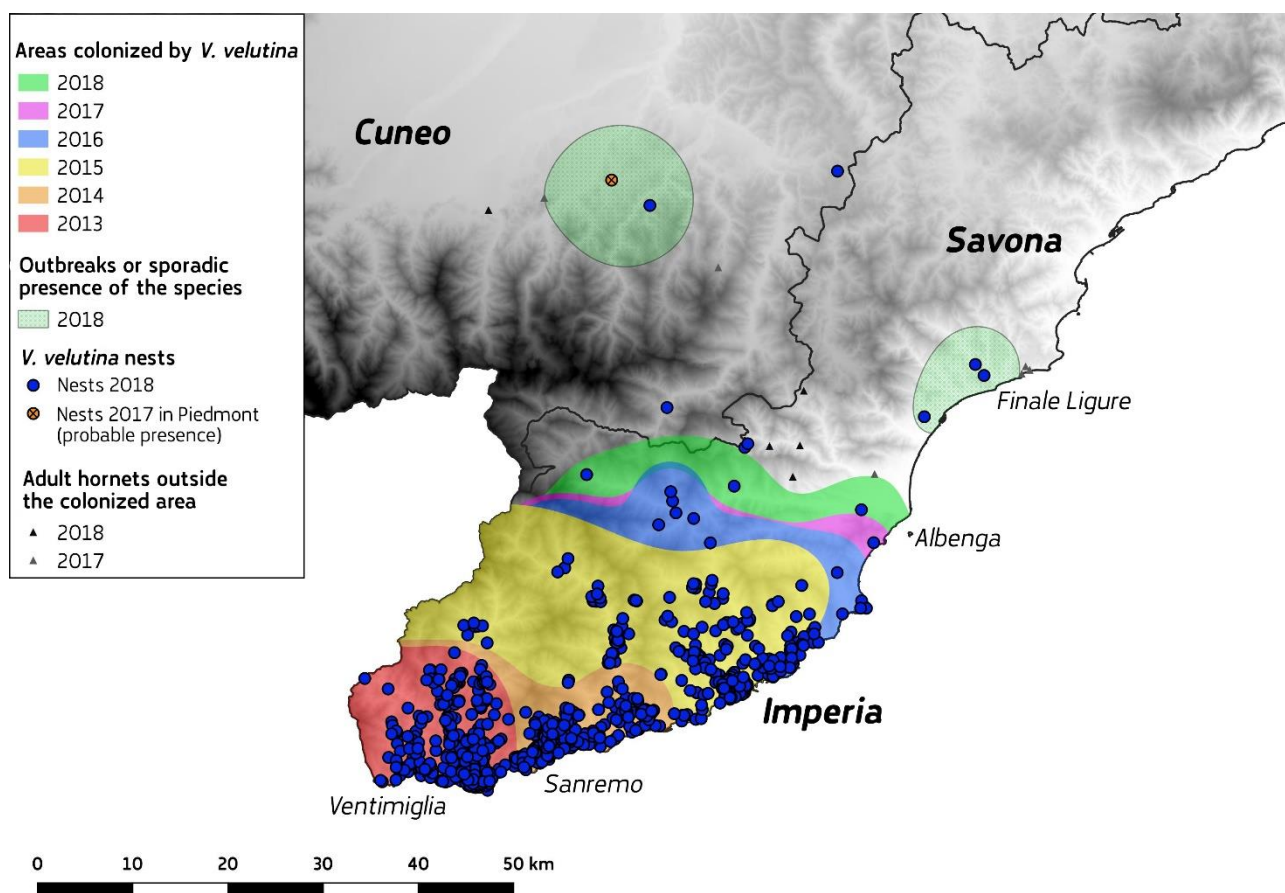 Areas colonized by V. velutina
2018
2017
2016
2015
2014
2013
Outbreaks or sporadic
presence of the species
2018
V. velutina nests
Nests 2018
Nests 2017 in Piedmont
(probable presence)
Adult hornets outside
the colonized area
2018
2017
Cuneo
Savona
Finale Ligure
Albenga
Imperia
Sanremo
Ventimiglia
0 10 20 30 40 50 km